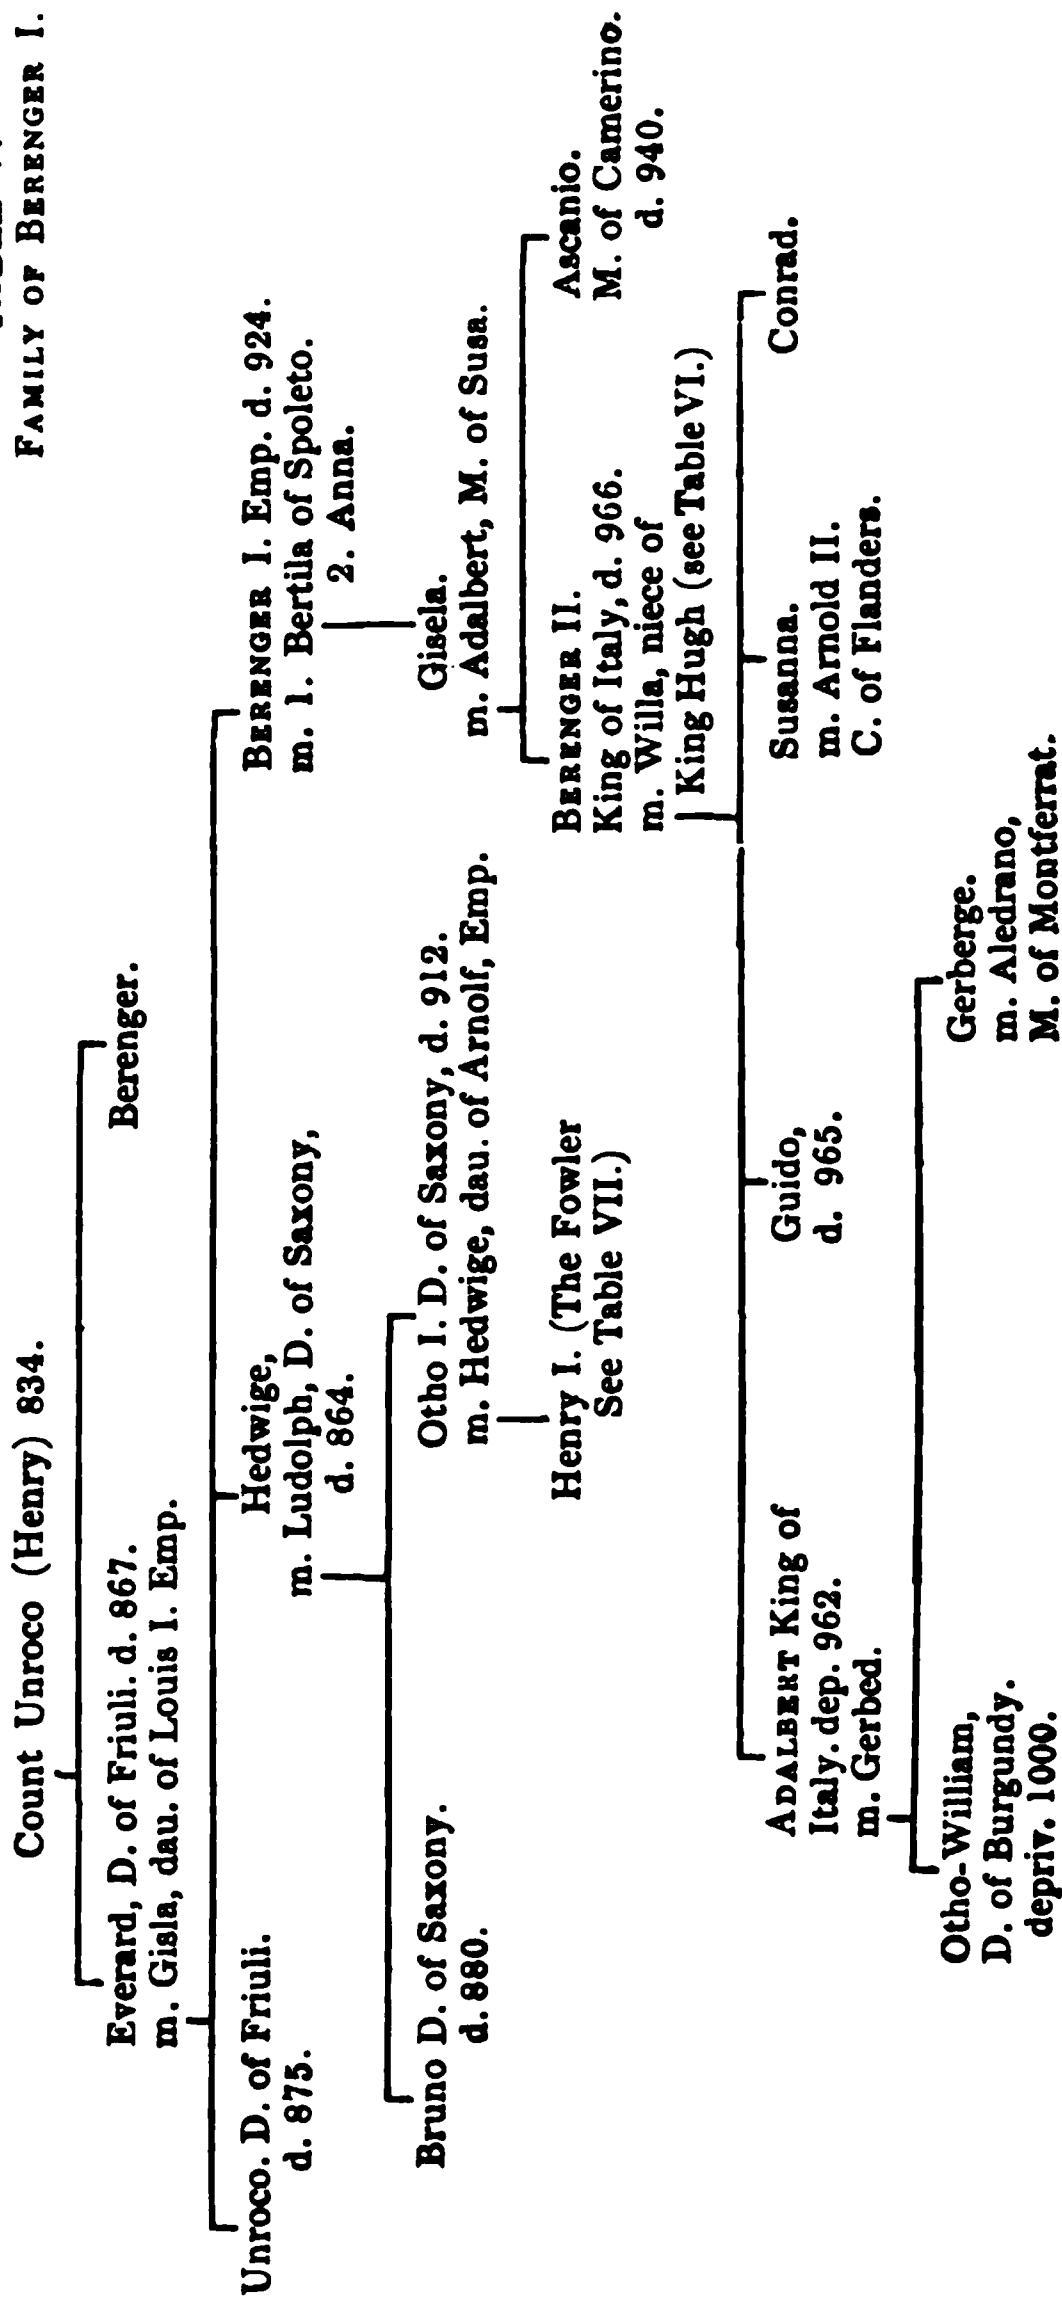 FAMILY OF BERENGER I.
Count Unroco (Henry) 834.
Everard, D. of Friuli. d. 867.
m. Gisla, dau. of Louis I. Emp.
Berenger.
Unroco. D. of Friuli.
d. 875.
Hedwige,
m. Ludolph, D. of Saxony,
d. 864.
BERENGER I. Emp. d. 924.
m. 1. Bertila of Spoleto.
2. Anna.
Bruno D. of Saxony.
d. 880.
Otho I. D. of Saxony, d. 912.
m. Hedwige, dau. of Arnolf, Emp.
Gisela.
m. Adalbert, M. of Susa.
Henry I. (The Fowler
See Table VII.)
BERENGER II.
King of Italy, d. 966.
m. Willa, niece of
King Hugh (see Table VI.)
Ascanio.
M. of Camerino.
d. 940.
ADALBERT King of
Italy. dep. 962.
m. Gerbed.
Guido,
d. 965.
Susanna.
m. Arnold II.
C. of Flanders.
Conrad.
Otho-William,
D. of Burgundy.
depriv. 1000.
Gerberge.
m. Aledrano,
M. of Montferrat.